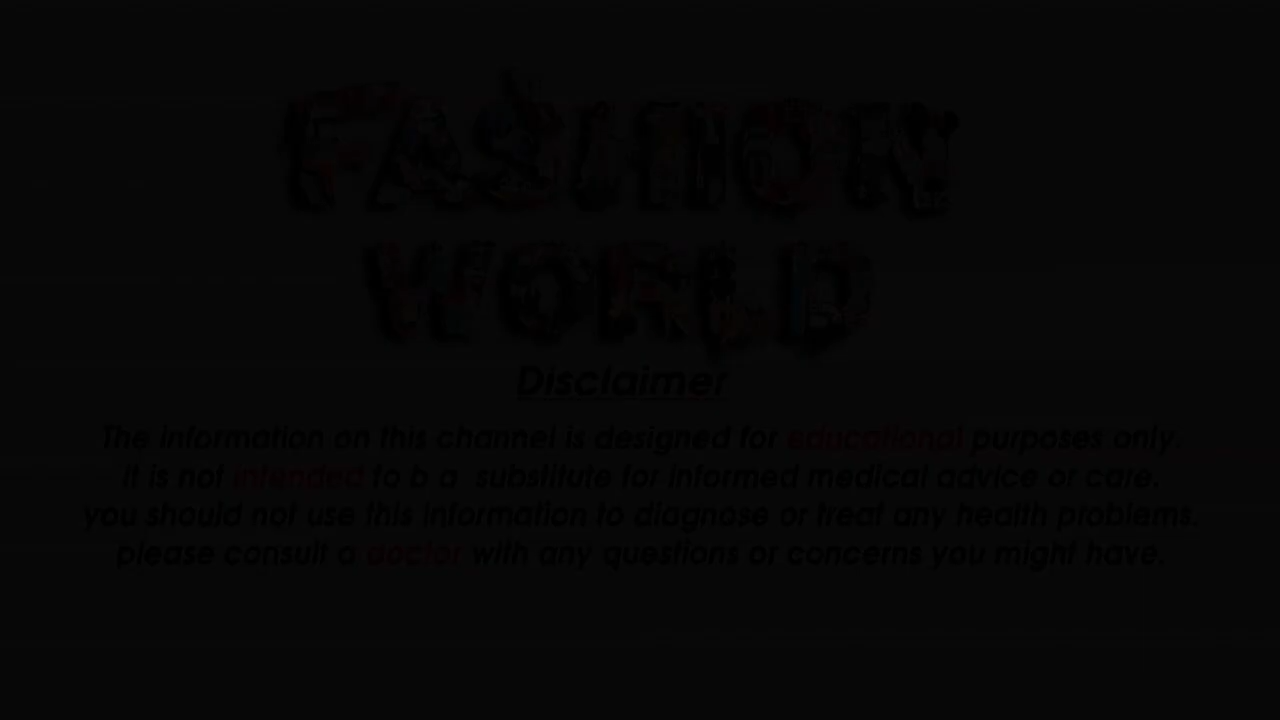 FASHION
WORLD
Disclaimer
The information on this channel is designed for educational purposes only.
it is not intended to b a substitute for informed medical advice or care.
you should not use this information to diagnose or treat any health problems.
please consult a doctor with any questions or concerns you might have.